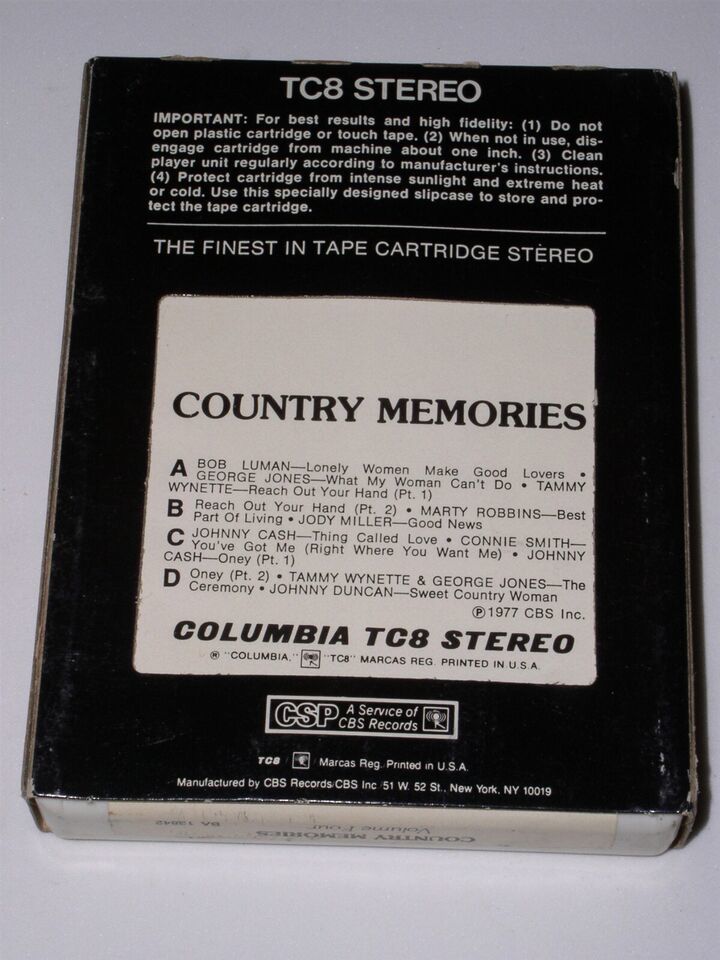 TC8 STEREO
IMPORTANT: For best results and high fidelity: (1) Do not
open plastic cartridge or touch tape. (2) When not in use, dis-
engage cartridge from machine about one inch. (3) Clean
player unit regularly according to manufacturer's instructions.
(4) Protect cartridge from intense sunlight and extreme heat
or cold. Use this specially designed slipcase to store and pro-
tect the tape cartridge.
THE FINEST IN TAPE CARTRIDGE STEREO
COUNTRY MEMORIES
A BOB LUMAN—Lonely Women Make Good Lovers •
GEORGE JONES—What My Woman Can't Do • TAMMY
WYNETTE—Reach Out Your Hand (Pt. 1)
B Reach Out Your Hand (Pt. 2) • MARTY ROBBINS—Best
Part Of Living • JODY MILLER—Good News
C JOHNNY CASH—Thing Called Love • CONNIE SMITH—
You've Got Me (Right Where You Want Me) • JOHNNY
CASH—Oney (Pt. 1)
D Oney (Pt. 2) • TAMMY WYNETTE & GEORGE JONES—The
Ceremony • JOHNNY DUNCAN—Sweet Country Woman
℗1977 CBS Inc.
COLUMBIA TC8 STEREO
® "COLUMBIA," "TC8" MARCAS REG. PRINTED IN U.S.A.
CSP A Service of
CBS Records
TC8 Marcas Reg. Printed in U.S.A.
Manufactured by CBS Records/CBS Inc 51 W. 52 St., New York, NY 10019
COUNTRY MEMORIES
Volume Four